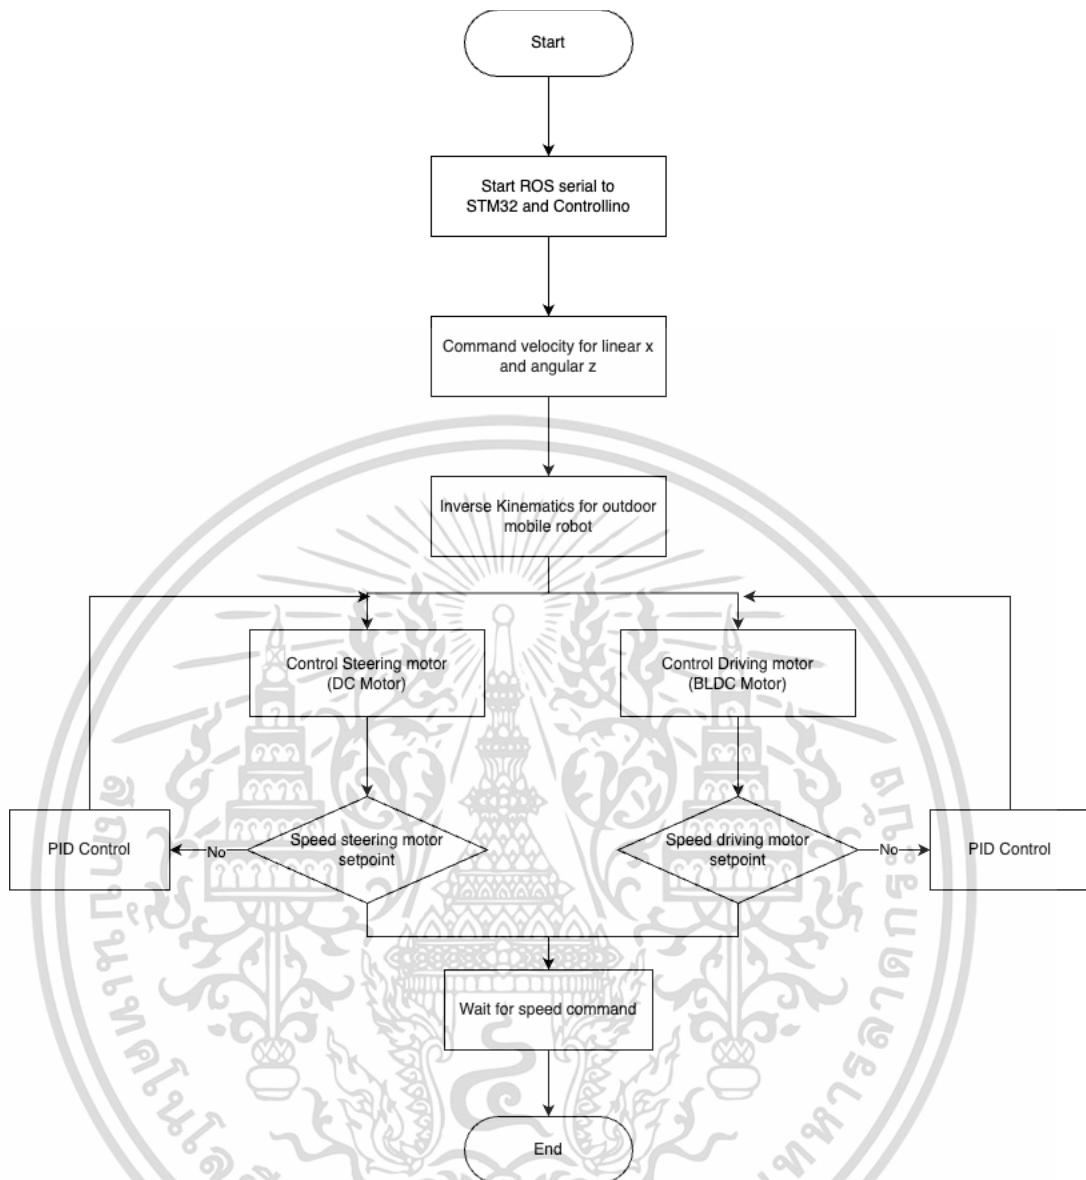 Start
Start ROS serial to
STM32 and Controllino
Command velocity for linear x
and angular z
Inverse Kinematics for outdoor
mobile robot
Control Steering motor
(DC Motor)
Control Driving motor
(BLDC Motor)
PID Control
No
Speed steering motor
setpoint
Speed driving motor
setpoint
No
PID Control
Wait for speed command
End